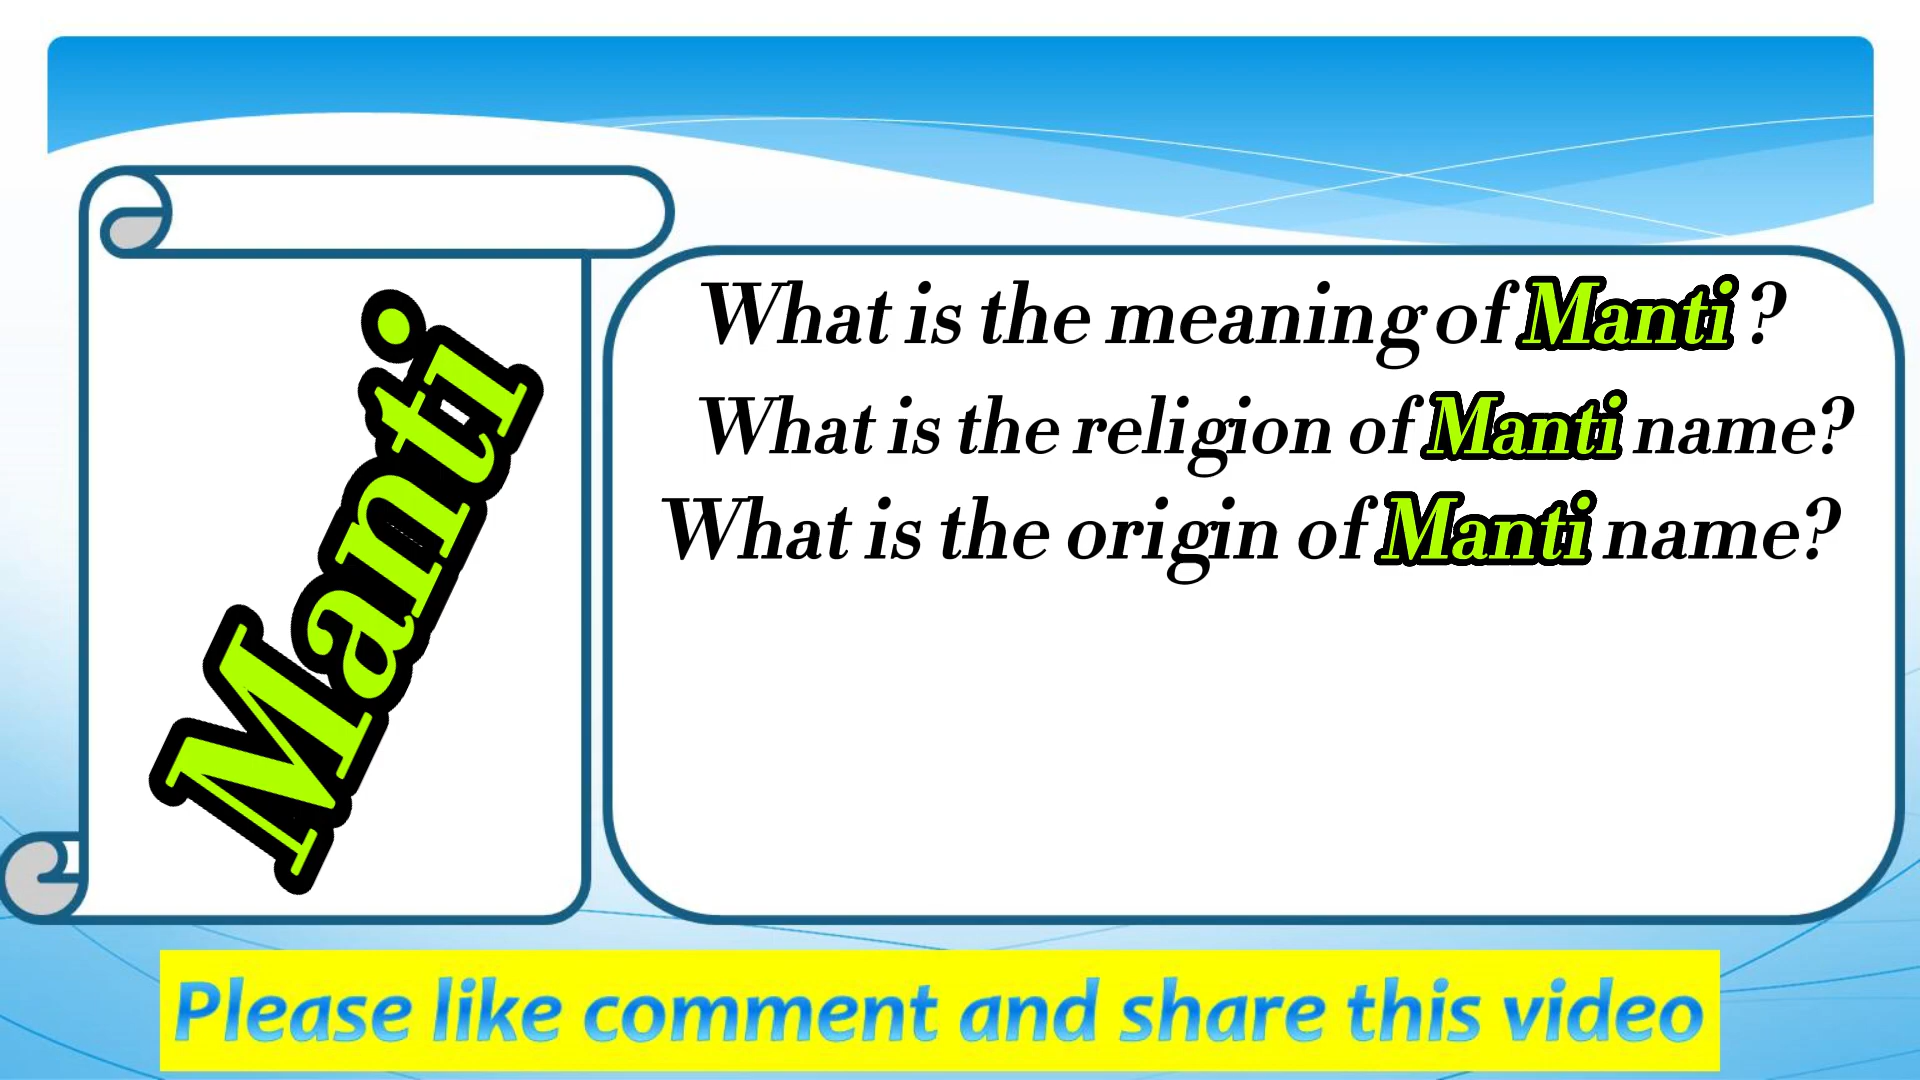 Manti
What is the meaning of Manti ?
What is the religion of Manti name?
What is the origin of Manti name?
Please like comment and share this video